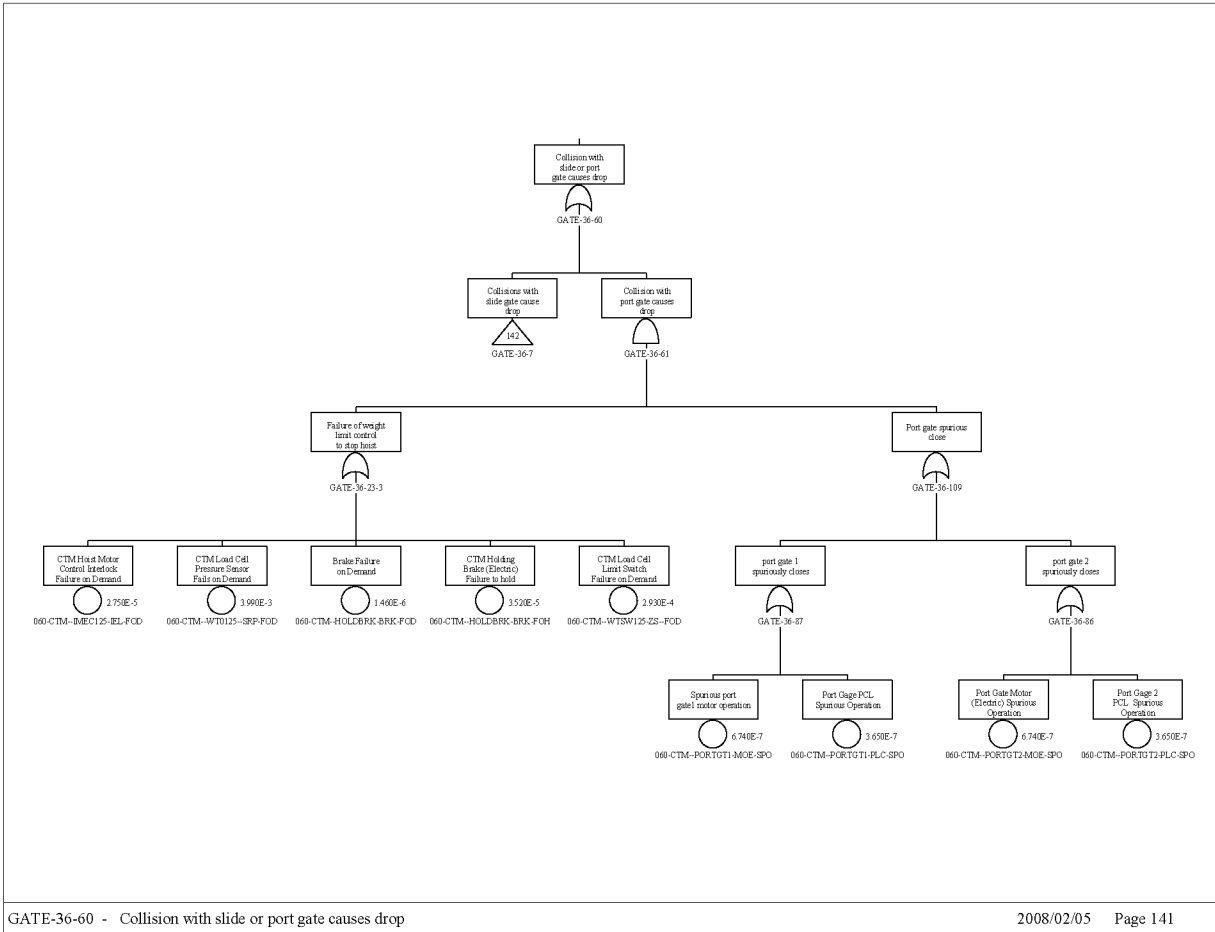 Collision with
slide or port
gate causes drop
GATE-36-60
Collisions with
slide gate cause
drop
142
GATE-36-7
Collision with
port gate causes
drop
GATE-36-61
Failure of weight
limit control
to stop hoist
GATE-36-23-3
Port gate spurious
close
GATE-36-109
CTM Hoist Motor
Control Interlock
Failure on Demand
2.750E-5
060-CTM--IMEC125-IEL-FOD
CTM Load Cell
Pressure Sensor
Fails on Demand
3.990E-3
060-CTM--WT0125--SRP-FOD
Brake Failure
on Demand
1.460E-6
060-CTM--HOLDBRK-BRK-FOD
CTM Holding
Brake (Electric)
Failure to hold
3.520E-5
060-CTM--HOLDBRK-BRK-FOH
CTM Load Cell
Limit Switch
Failure on Demand
2.930E-4
060-CTM--WTSW125-ZS--FOD
port gate 1
spuriously closes
GATE-36-87
port gate 2
spuriously closes
GATE-36-86
Spurious port
gate1 motor operation
6.740E-7
060-CTM--PORTGT1-MOE-SPO
Port Gage PCL
Spurious Operation
3.650E-7
060-CTM--PORTGT1-PLC-SPO
Port Gate Motor
(Electric) Spurious
Operation
6.740E-7
060-CTM--PORTGT2-MOE-SPO
Port Gage 2
PCL Spurious
Operation
3.650E-7
060-CTM--PORTGT2-PLC-SPO
GATE-36-60 - Collision with slide or port gate causes drop
2008/02/05 Page 141